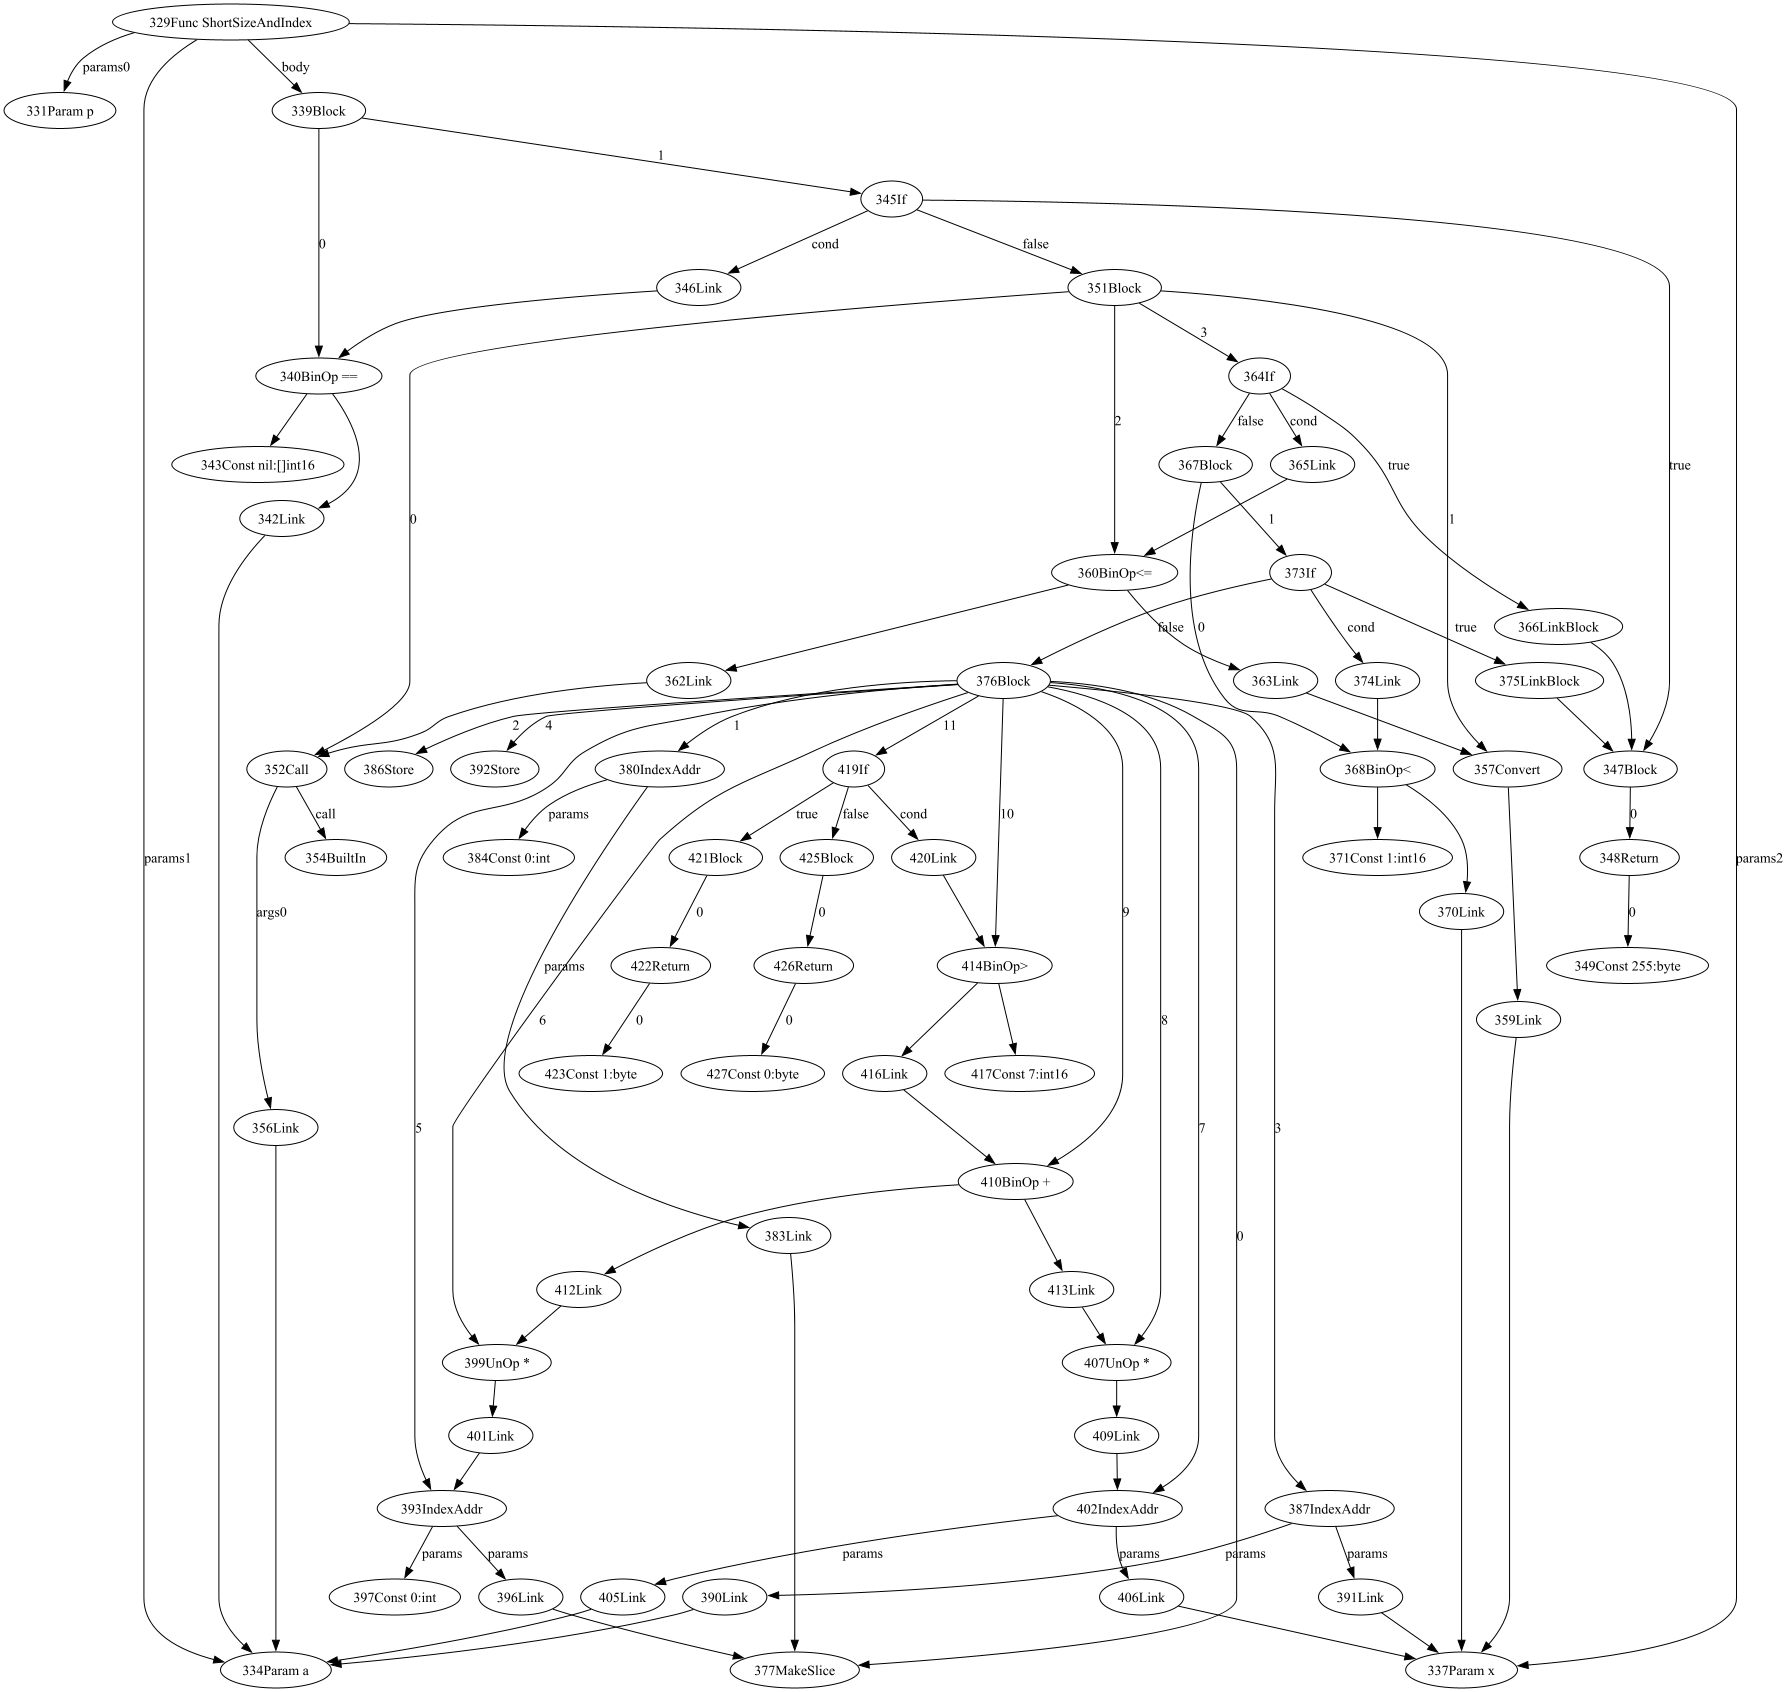 329Func ShortSizeAndIndex
params0
body
331Param p
339Block
1
345If
0
cond
false
346Link
351Block
3
340BinOp ==
364If
2
false
cond
343Const nil:[]int16
367Block
365Link
true
true
342Link
0
1
1
360BinOp<=
373If
false
0
cond
true
366LinkBlock
362Link
376Block
363Link
374Link
375LinkBlock
2
4
1
11
352Call
386Store
392Store
380IndexAddr
419If
368BinOp<
357Convert
347Block
call
params
true
false
cond
10
0
params1
354BuiltIn
384Const 0:int
421Block
425Block
420Link
371Const 1:int16
348Return
params2
args0
0
0
9
370Link
0
params
422Return
426Return
414BinOp>
349Const 255:byte
6
0
0
8
359Link
423Const 1:byte
427Const 0:byte
416Link
417Const 7:int16
356Link
5
7
3
410BinOp +
383Link
0
412Link
413Link
399UnOp *
407UnOp *
401Link
409Link
393IndexAddr
402IndexAddr
387IndexAddr
params
params
params
params
params
params
397Const 0:int
396Link
405Link
390Link
406Link
391Link
334Param a
377MakeSlice
337Param x